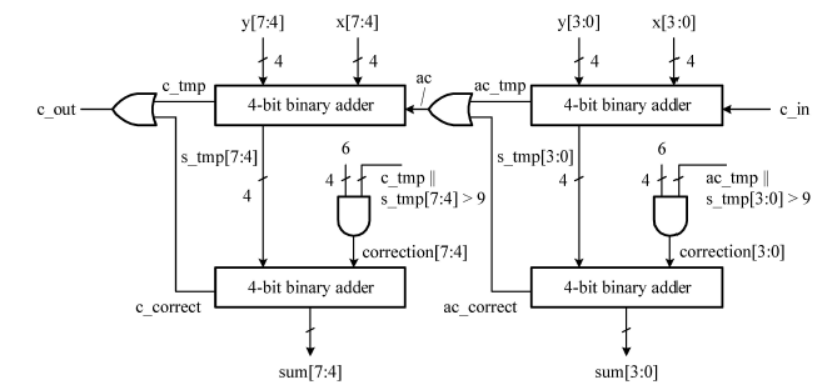 y[7:4] x[7:4] y[3:0] x[3:0]
4 4 4 4
c_out c_tmp 4-bit binary adder ac ac_tmp 4-bit binary adder c_in
s_tmp[7:4] 6 s_tmp[3:0] 6
4 4 c_tmp || 4 4 ac_tmp ||
s_tmp[7:4] > 9 s_tmp[3:0] > 9
correction[7:4] correction[3:0]
4-bit binary adder 4-bit binary adder
c_correct ac_correct
sum[7:4] sum[3:0]